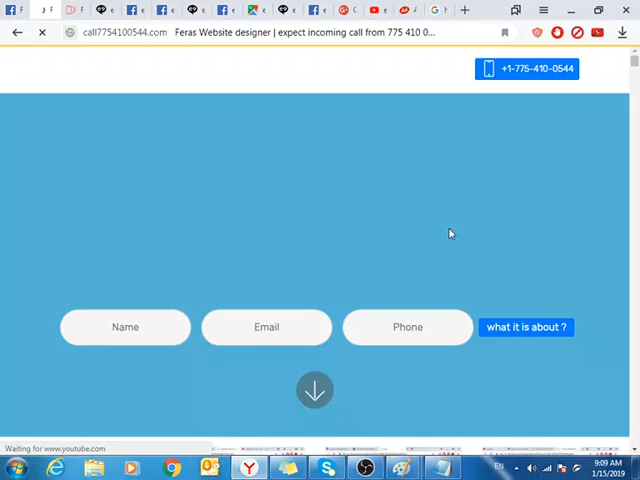 call7754100544.com Feras Website designer | expect incoming call from 775 410 0...
+1-775-410-0544
Name
Email
Phone
what it is about ?
Waiting for www.youtube.com
EN
9:09 AM
1/15/2019